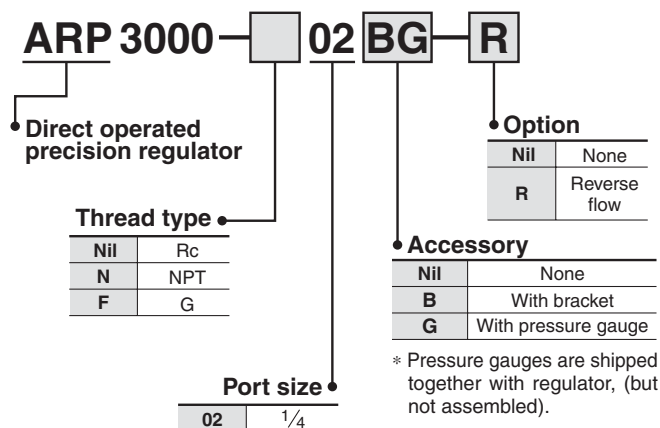 ARP 3000 — 02 BG — R
Direct operated
precision regulator
Option
Nil None
R Reverse
flow
Thread type
Nil Rc
N NPT
F G
Accessory
Nil None
B With bracket
G With pressure gauge
* Pressure gauges are shipped
together with regulator, (but
not assembled).
Port size
02 1/4